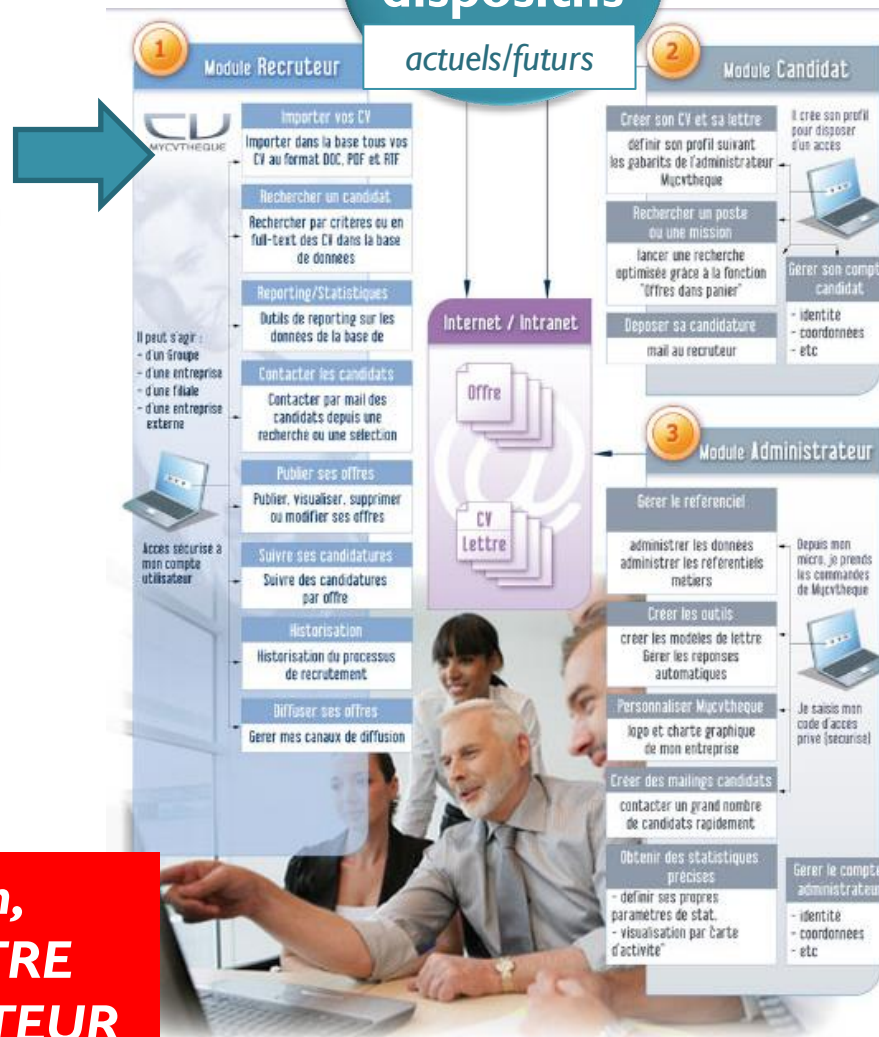 dispositifs
actuels/futurs
1
Module Recruteur
MYCVTHEQUE
Importer vos CV
Importer dans la base tous vos
CV au format DOC, PDF et RTF
Rechercher un candidat
Rechercher par critères ou en
full-text des CV dans la base
de données
Reporting/Statistiques
Outils de reporting sur les
données de la base de
Contacter les candidats
Contacter par mail des
candidats depuis une
recherche ou une sélection
Publier ses offres
Publier, visualiser, supprimer
ou modifier ses offres
Suivre ses candidatures
Suivre des candidatures
par offre
Historisation
Historisation du processus
de recrutement
Diffuser ses offres
Gerer mes canaux de diffusion
Il peut s'agir :
- d'un Groupe
- d'une entreprise
- d'une filiale
- d'une entreprise
externe
Accès sécurisé à
mon compte
utilisateur
Internet / Intranet
Offre
@
CV
Lettre
2
Module Candidat
Créer son CV et sa lettre
définir son profil suivant
les gabarits de l'administrateur
Mycvtheque
Rechercher un poste
ou une mission
lancer une recherche
optimisée grâce à la fonction
"Offres dans panier"
Déposer sa candidature
mail au recruteur
Il crée son profil
pour disposer
d'un accès
Gerer son compt
candidat
- identité
- coordonnées
- etc
3
Module Administrateur
Gerer le referenciel
administrer les données
administrer les référentiels
métiers
Créer les outils
créer les modèles de lettre
Gerer les réponses
automatiques
Personnaliser Mycvtheque
logo et charte graphique
de mon entreprise
Créer des mailings candidats
contacter un grand nombre
de candidats rapidement
Obtenir des statistiques
précises
- définir ses propres
paramètres de stat.
- visualisation par "carte
d'activité"
Depuis mon
micro, je prends
les commandes
de Mycvtheque
Je saisis mon
code d'accès
privé (sécurisé)
Gerer le compte
administrateur
- identité
- coordonnées
- etc
n,
TRE
TEUR